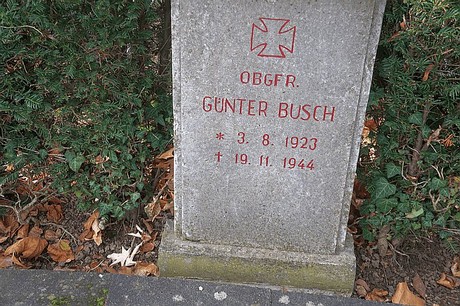 OBGFR.
GÜNTER BUSCH
* 3. 8. 1923
† 19. 11. 1944